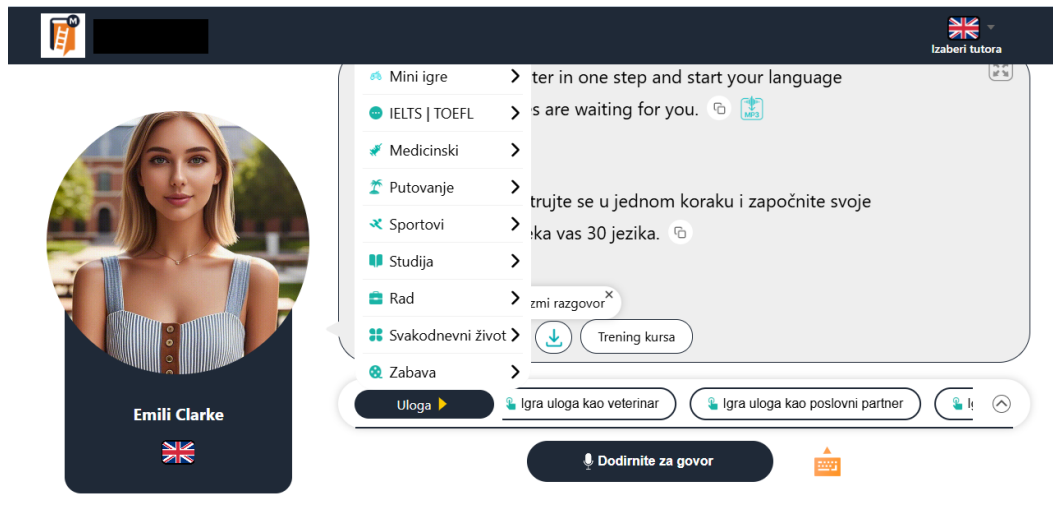 M
Izaberi tutora
Mini igre
IELTS | TOEFL
Medicinski
Putovanje
Sportovi
Studija
Rad
Svakodnevni život
Zabava
ter in one step and start your language
s are waiting for you.
MP3
trujte se u jednom koraku i započnite svoje
eka vas 30 jezika.
zmi razgovor
Trening kursa
Emili Clarke
Uloga
Igra uloga kao veterinar
Igra uloga kao poslovni partner
Dodirnite za govor